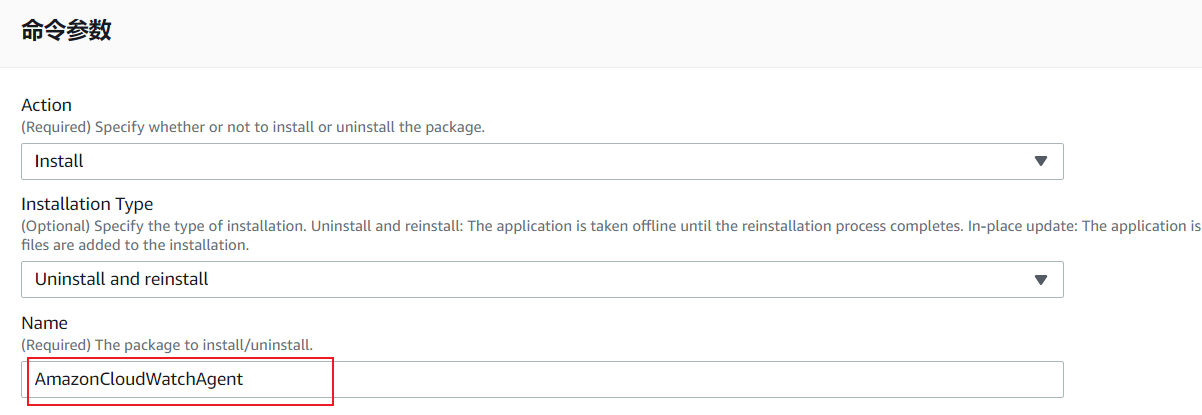 命令参数
Action
(Required) Specify whether or not to install or uninstall the package.
Install
Installation Type
(Optional) Specify the type of installation. Uninstall and reinstall: The application is taken offline until the reinstallation process completes. In-place update: The application is
files are added to the installation.
Uninstall and reinstall
Name
(Required) The package to install/uninstall.
AmazonCloudWatchAgent